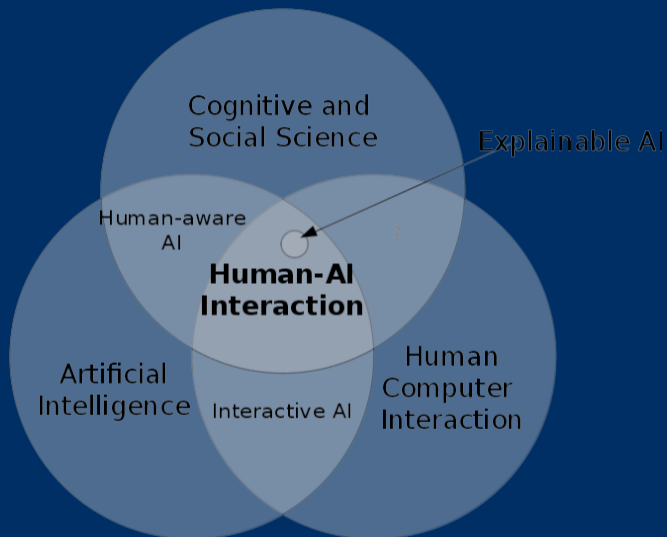 Cognitive and
Social Science
Explainable AI
Human-aware
AI
Human-AI
Interaction
Artificial
Intelligence
Human
Computer
Interaction
Interactive AI